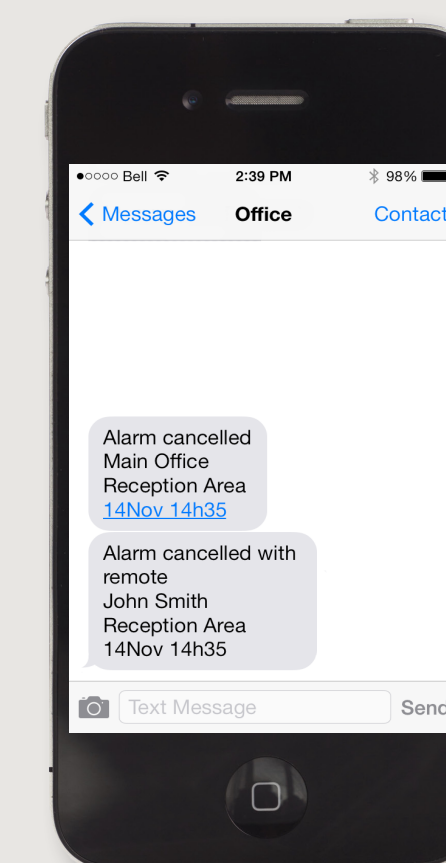 Bell 2:39 PM 98%
Messages Office Contact
Alarm cancelled
Main Office
Reception Area
14Nov 14h35
Alarm cancelled with
remote
John Smith
Reception Area
14Nov 14h35
Text Message Send